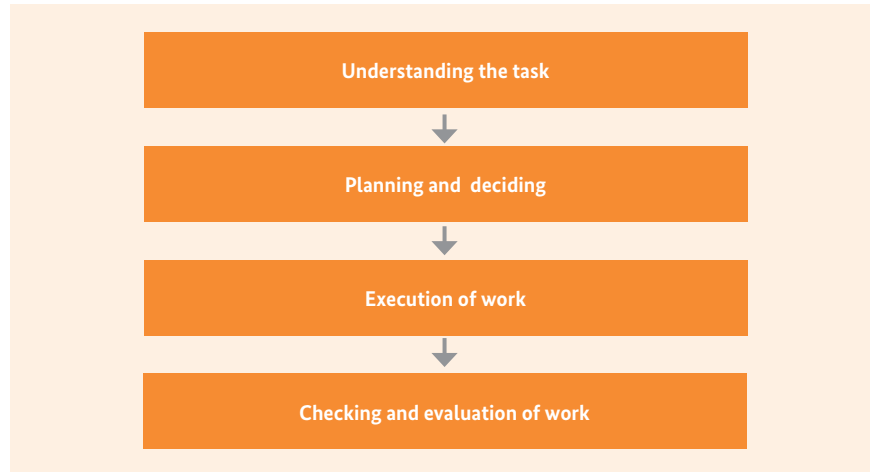 Understanding the task
Planning and  deciding
Execution of work
Checking and evaluation of work